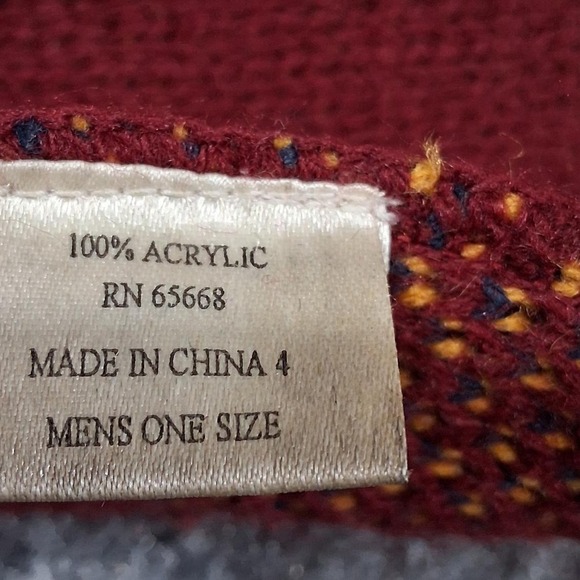 100% ACRYLIC
RN 65668
MADE IN CHINA 4
MENS ONE SIZE